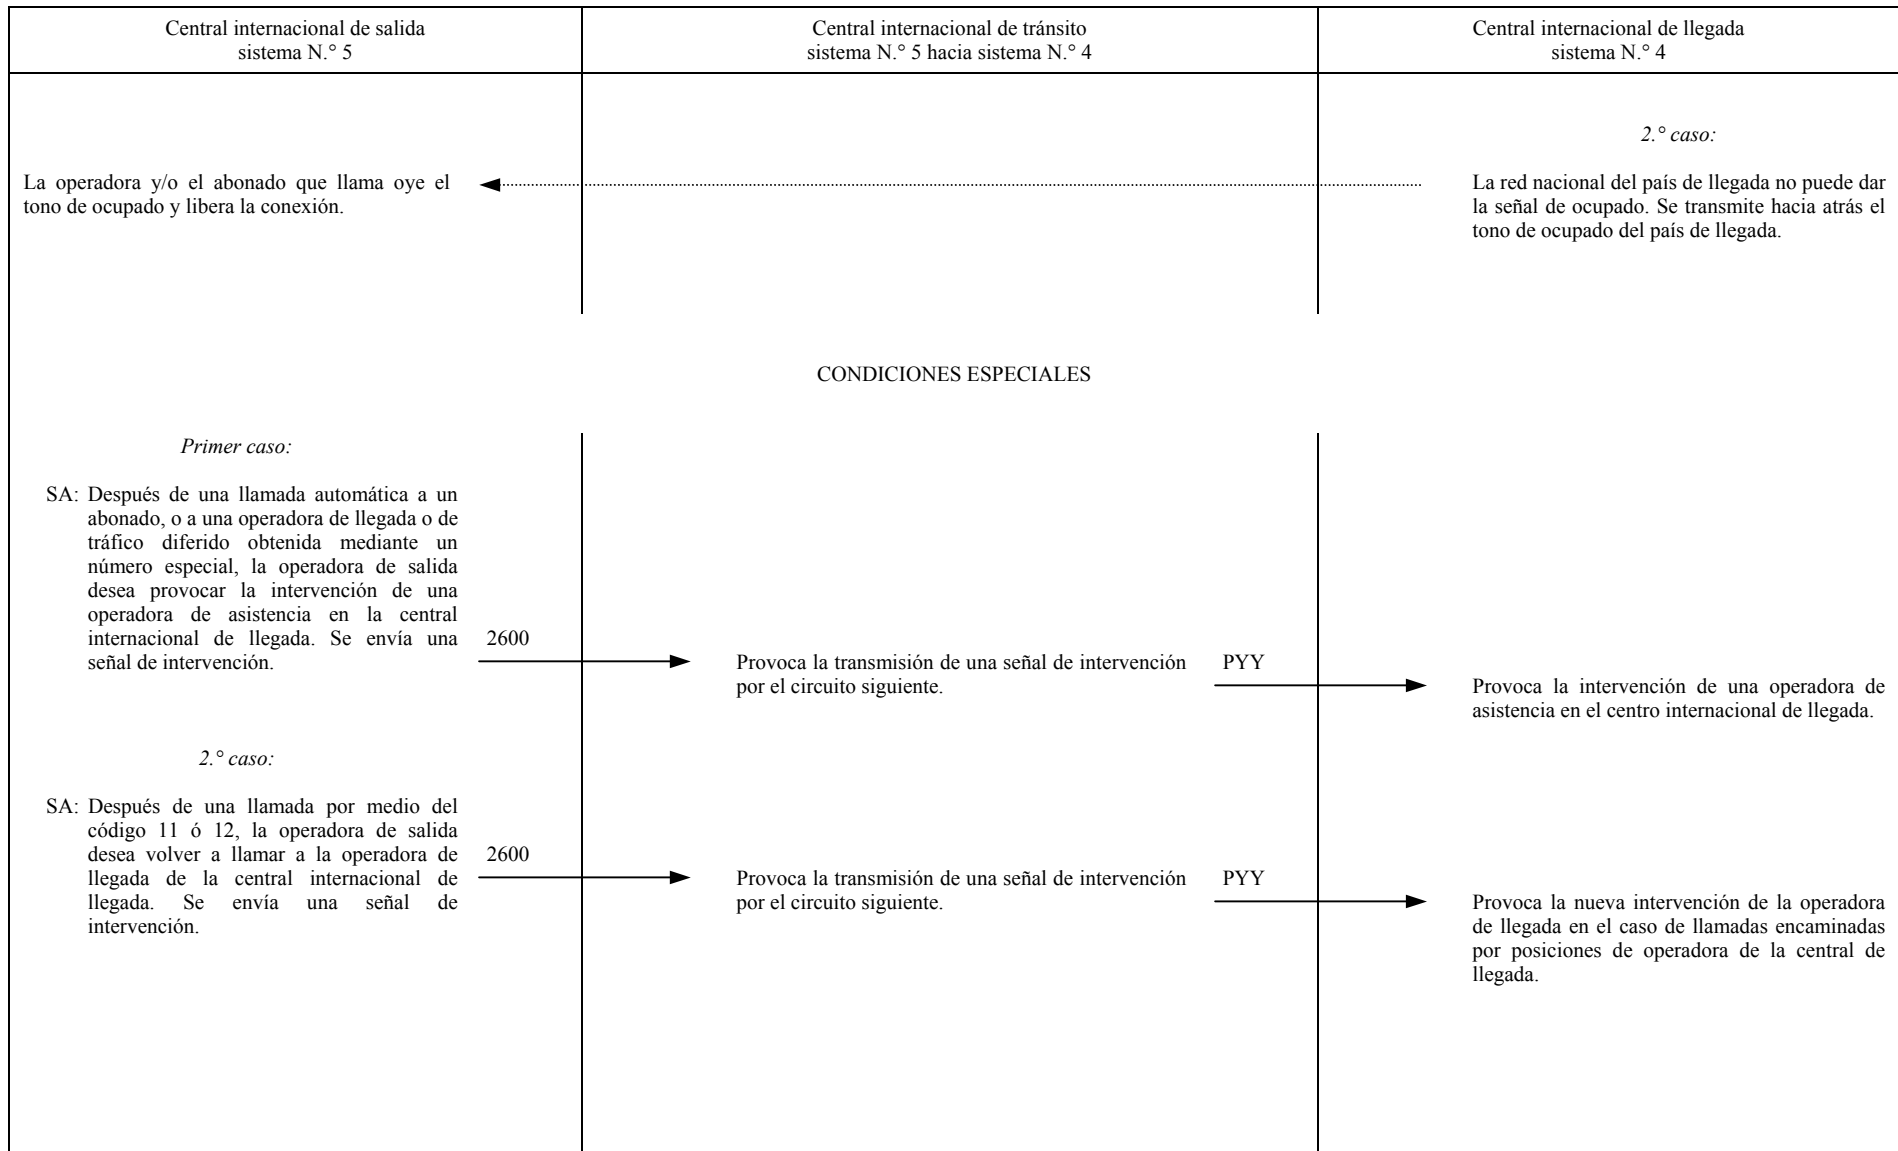 Central internacional de salida
sistema N.° 5
Central internacional de tránsito
sistema N.° 5 hacia sistema N.° 4
Central internacional de llegada
sistema N.° 4
2.° caso:
La operadora y/o el abonado que llama oye el
tono de ocupado y libera la conexión.
La red nacional del país de llegada no puede dar
la señal de ocupado. Se transmite hacia atrás el
tono de ocupado del país de llegada.
CONDICIONES ESPECIALES
Primer caso:
SA: Después de una llamada automática a un
abonado, o a una operadora de llegada o de
tráfico diferido obtenida mediante un
número especial, la operadora de salida
desea provocar la intervención de una
operadora de asistencia en la central
internacional de llegada. Se envía una
señal de intervención.
2600
Provoca la transmisión de una señal de intervención
por el circuito siguiente.
PYY
Provoca la intervención de una operadora de
asistencia en el centro internacional de llegada.
2.° caso:
SA: Después de una llamada por medio del
código 11 ó 12, la operadora de salida
desea volver a llamar a la operadora de
llegada de la central internacional de
llegada. Se envía una señal de
intervención.
2600
Provoca la transmisión de una señal de intervención
por el circuito siguiente.
PYY
Provoca la nueva intervención de la operadora
de llegada en el caso de llamadas encaminadas
por posiciones de operadora de la central de
llegada.